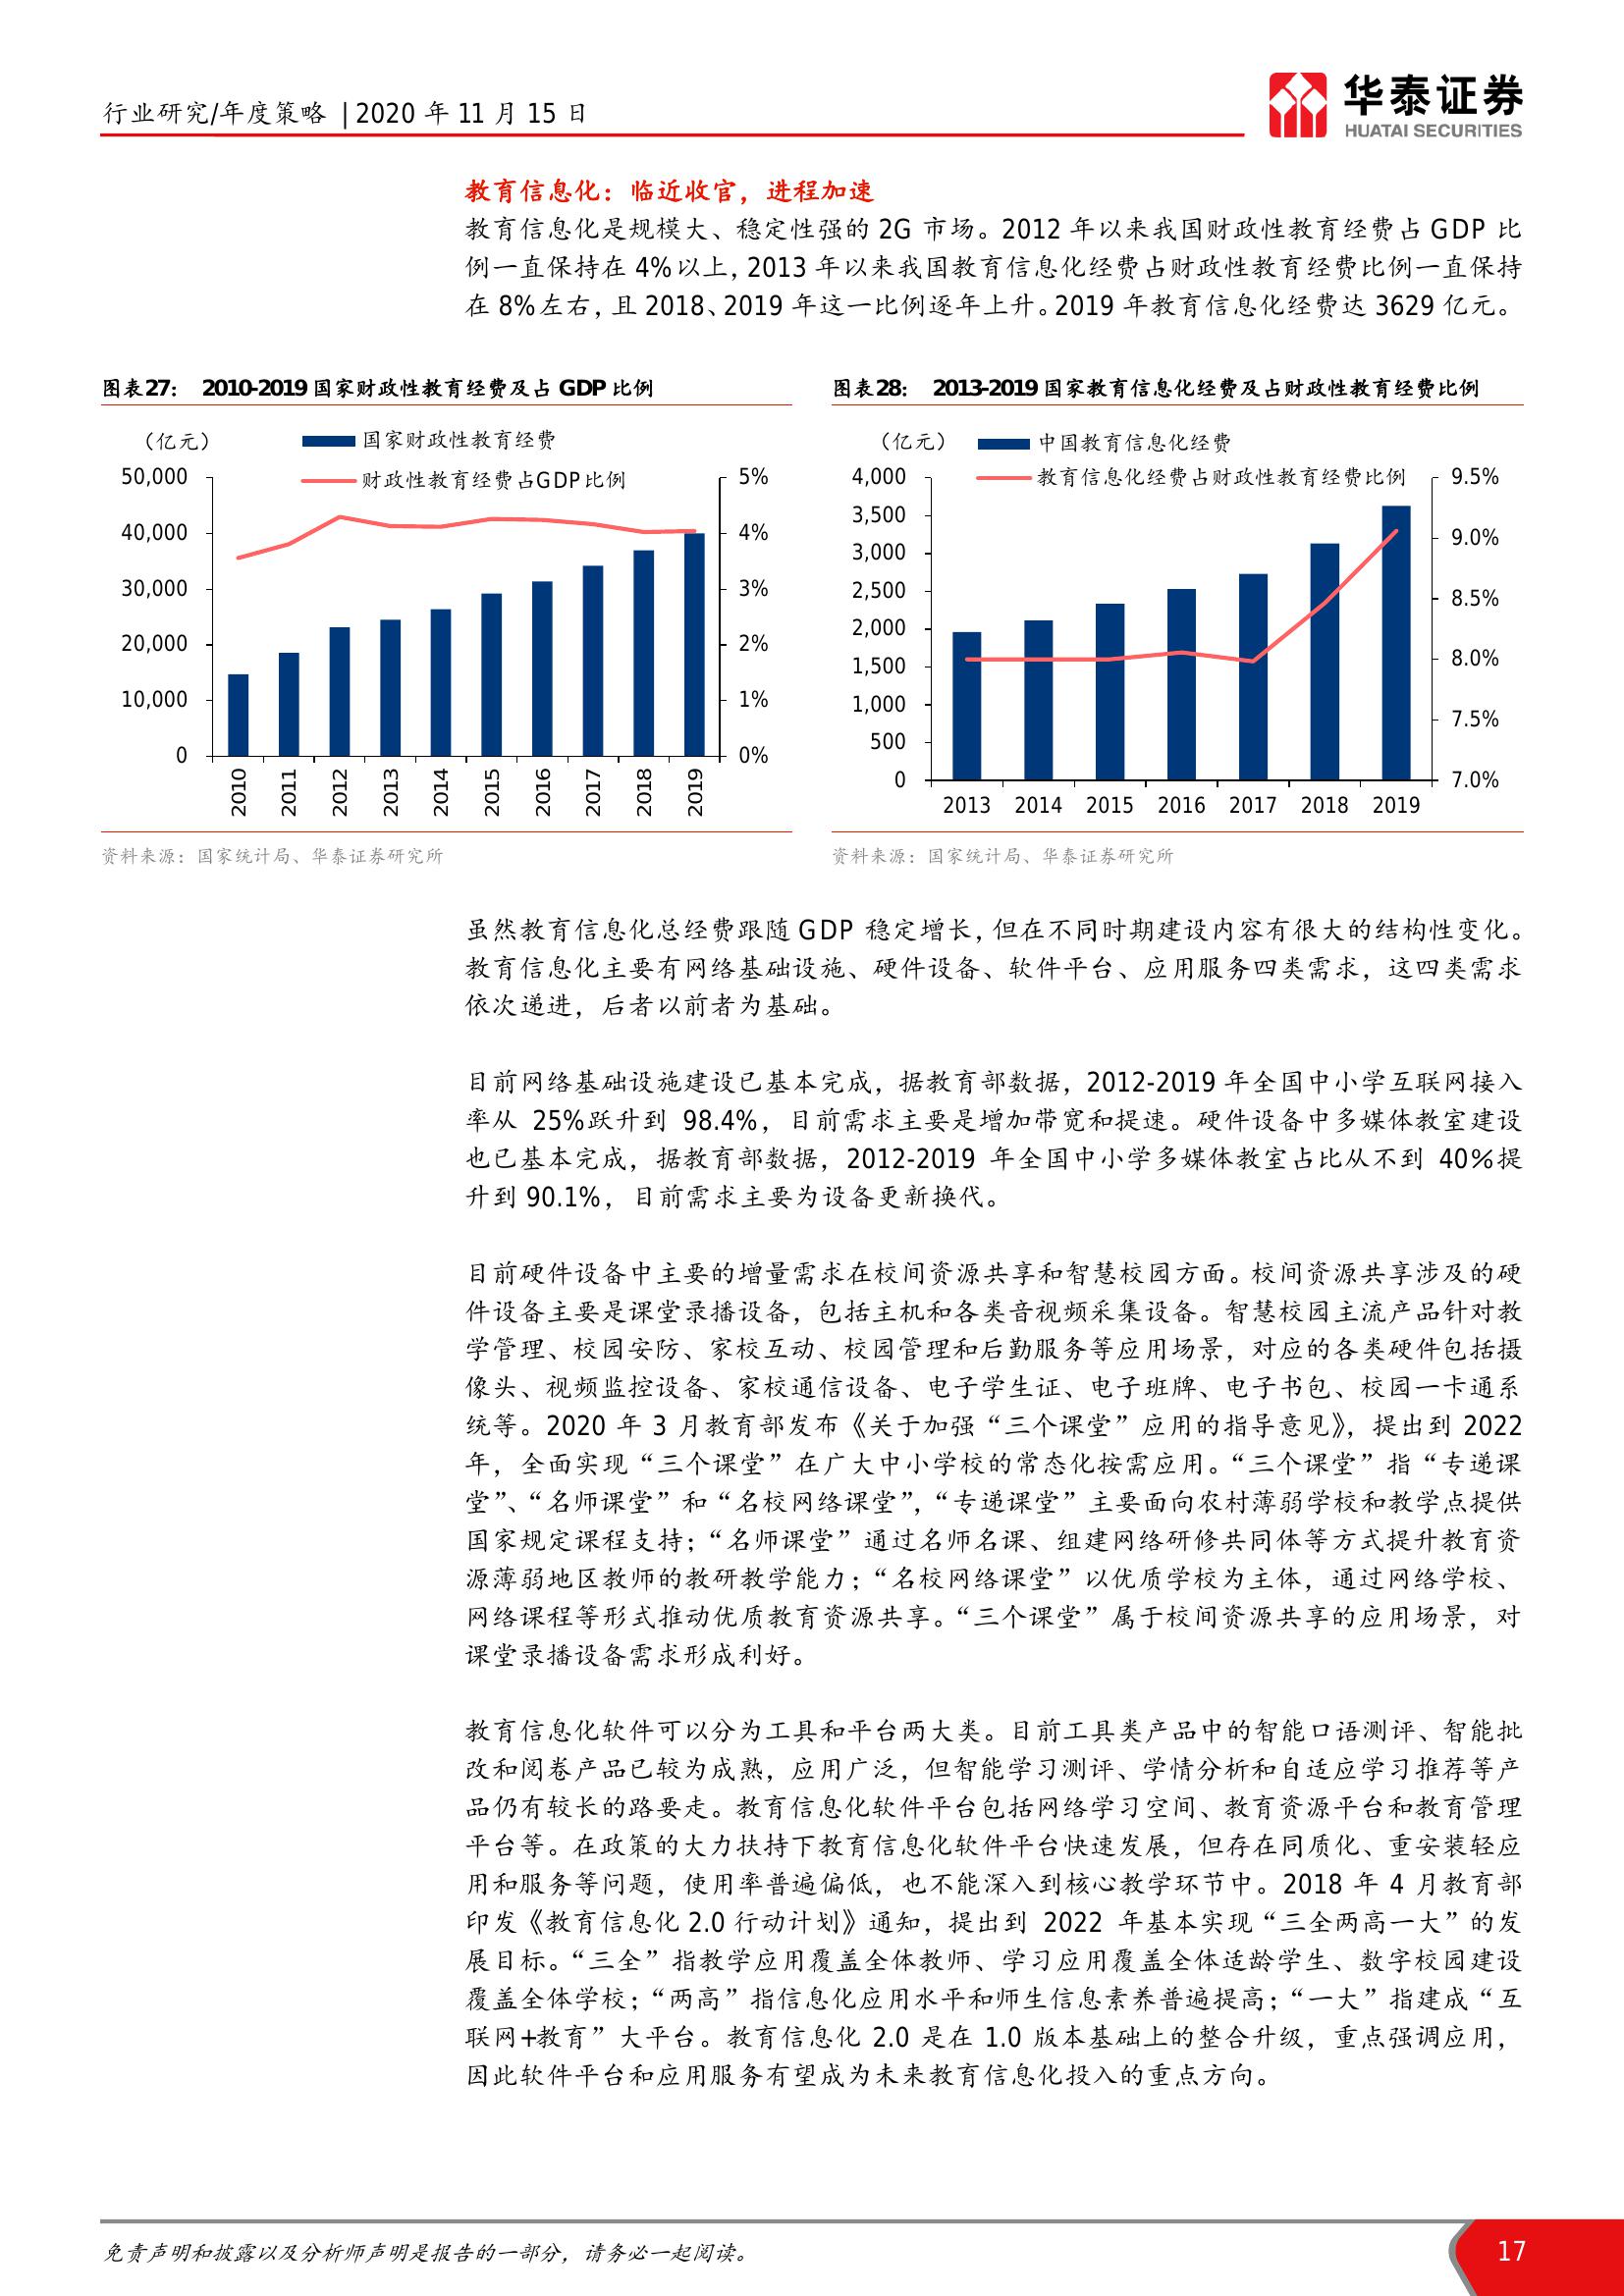 行业研究/年度策略 | 2020 年 11 月 15 日
华泰证券
HUATAI SECURITIES
教育信息化：临近收官，进程加速
教育信息化是规模大、稳定性强的 2G 市场。2012 年以来我国财政性教育经费占 GDP 比
例一直保持在 4%以上，2013 年以来我国教育信息化经费占财政性教育经费比例一直保持
在 8%左右，且 2018、2019 年这一比例逐年上升。2019 年教育信息化经费达 3629 亿元。
图表27： 2010-2019 国家财政性教育经费及占 GDP 比例
（亿元）
国家财政性教育经费
财政性教育经费占GDP比例
50,000
40,000
30,000
20,000
10,000
0
5%
4%
3%
2%
1%
0%
2010 2011 2012 2013 2014 2015 2016 2017 2018 2019
资料来源：国家统计局、华泰证券研究所
图表28： 2013-2019 国家教育信息化经费及占财政性教育经费比例
（亿元）
中国教育信息化经费
教育信息化经费占财政性教育经费比例
4,000
3,500
3,000
2,500
2,000
1,500
1,000
500
0
9.5%
9.0%
8.5%
8.0%
7.5%
7.0%
2013 2014 2015 2016 2017 2018 2019
资料来源：国家统计局、华泰证券研究所
虽然教育信息化总经费跟随 GDP 稳定增长，但在不同时期建设内容有很大的结构性变化。
教育信息化主要有网络基础设施、硬件设备、软件平台、应用服务四类需求，这四类需求
依次递进，后者以前者为基础。
目前网络基础设施建设已基本完成，据教育部数据，2012-2019 年全国中小学互联网接入
率从 25%跃升到 98.4%，目前需求主要是增加带宽和提速。硬件设备中多媒体教室建设
也已基本完成，据教育部数据，2012-2019 年全国中小学多媒体教室占比从不到 40%提
升到 90.1%，目前需求主要为设备更新换代。
目前硬件设备中主要的增量需求在校间资源共享和智慧校园方面。校间资源共享涉及的硬
件设备主要是课堂录播设备，包括主机和各类音视频采集设备。智慧校园主流产品针对教
学管理、校园安防、家校互动、校园管理和后勤服务等应用场景，对应的各类硬件包括摄
像头、视频监控设备、家校通信设备、电子学生证、电子班牌、电子书包、校园一卡通系
统等。2020 年 3 月教育部发布《关于加强“三个课堂”应用的指导意见》，提出到 2022
年，全面实现“三个课堂”在广大中小学校的常态化按需应用。“三个课堂”指“专递课
堂”、“名师课堂”和“名校网络课堂”，“专递课堂”主要面向农村薄弱学校和教学点提供
国家规定课程支持；“名师课堂”通过名师名课、组建网络研修共同体等方式提升教育资
源薄弱地区教师的教研教学能力；“名校网络课堂”以优质学校为主体，通过网络学校、
网络课程等形式推动优质教育资源共享。“三个课堂”属于校间资源共享的应用场景，对
课堂录播设备需求形成利好。
教育信息化软件可以分为工具和平台两大类。目前工具类产品中的智能口语测评、智能批
改和阅卷产品已较为成熟，应用广泛，但智能学习测评、学情分析和自适应学习推荐等产
品仍有较长的路要走。教育信息化软件平台包括网络学习空间、教育资源平台和教育管理
平台等。在政策的大力扶持下教育信息化软件平台快速发展，但存在同质化、重安装轻应
用和服务等问题，使用率普遍偏低，也不能深入到核心教学环节中。2018 年 4 月教育部
印发《教育信息化 2.0 行动计划》通知，提出到 2022 年基本实现“三全两高一大”的发
展目标。“三全”指教学应用覆盖全体教师、学习应用覆盖全体适龄学生、数字校园建设
覆盖全体学校；“两高”指信息化应用水平和师生信息素养普遍提高；“一大”指建成“互
联网+教育”大平台。教育信息化 2.0 是在 1.0 版本基础上的整合升级，重点强调应用，
因此软件平台和应用服务有望成为未来教育信息化投入的重点方向。
免责声明和披露以及分析师声明是报告的一部分，请务必一起阅读。
17